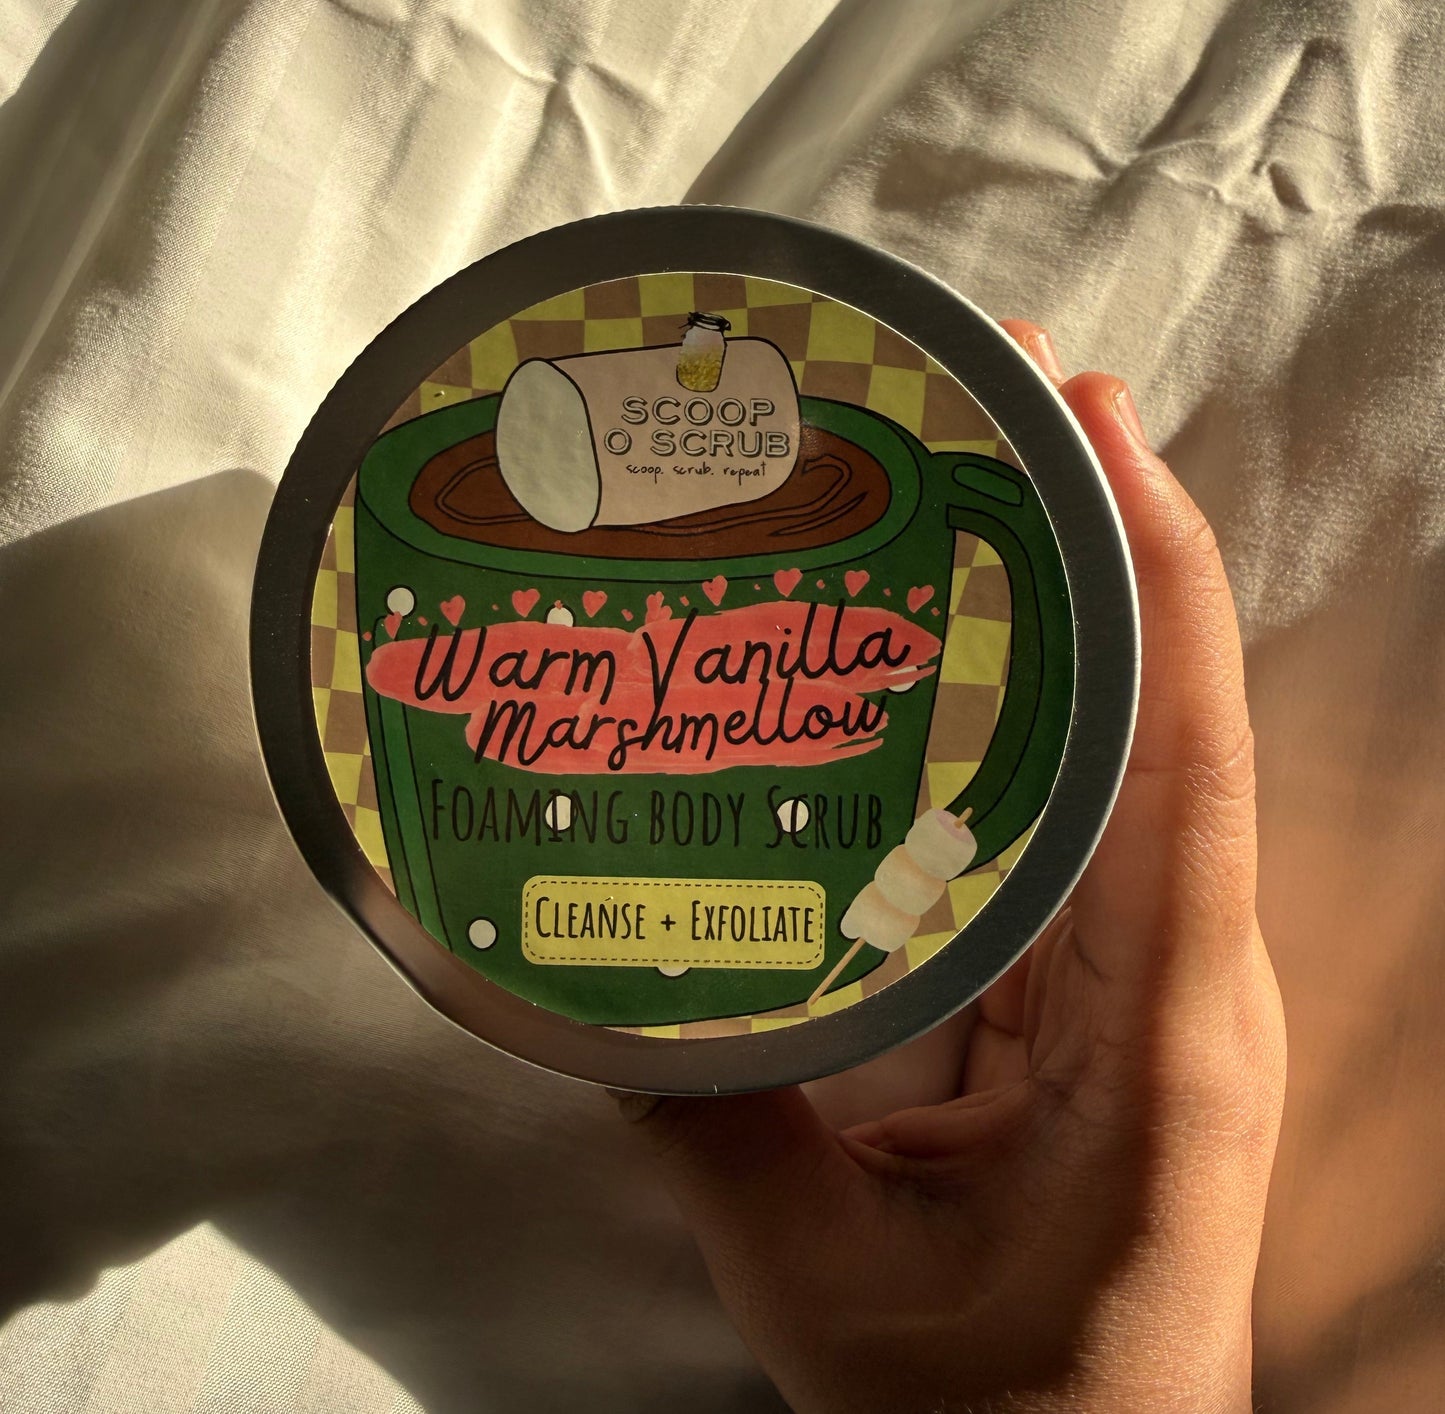 SCOOP
O SCRUB
scoop. scrub. repeat
Warm Vanilla
Marshmellow
FOAMING BODY SCRUB
CLEANSE + EXFOLIATE